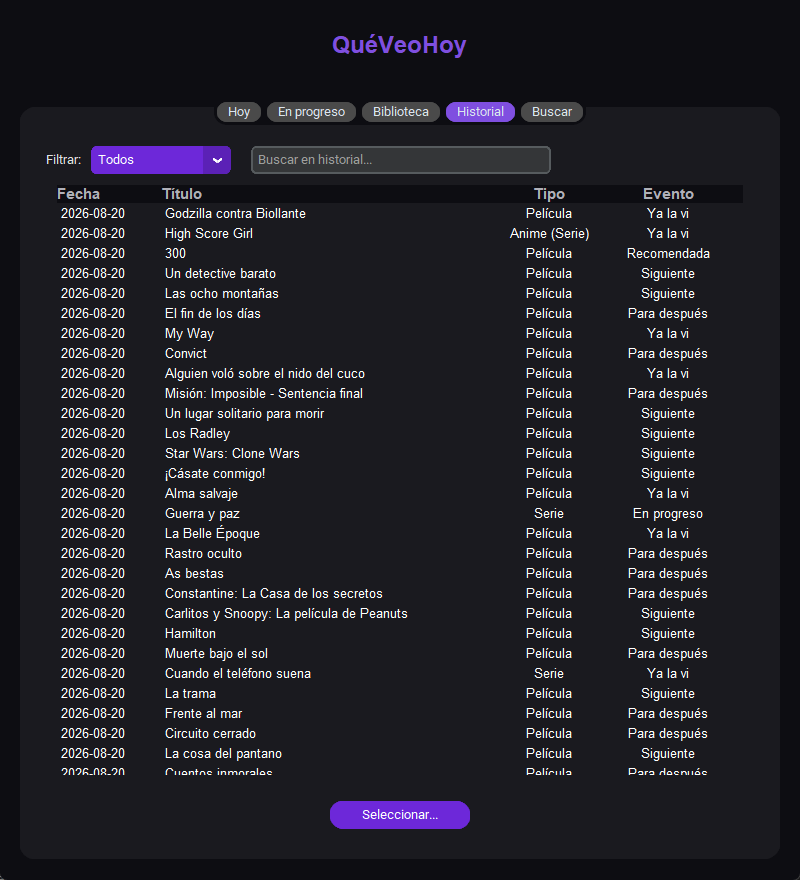 QuéVeoHoy
Hoy En progreso Biblioteca Historial Buscar
Filtrar: Todos Buscar en historial...
Fecha Título Tipo Evento
2026-08-20 Godzilla contra Biollante Película Ya la vi
2026-08-20 High Score Girl Anime (Serie) Ya la vi
2026-08-20 300 Película Recomendada
2026-08-20 Un detective barato Película Siguiente
2026-08-20 Las ocho montañas Película Siguiente
2026-08-20 El fin de los días Película Para después
2026-08-20 My Way Película Ya la vi
2026-08-20 Convict Película Para después
2026-08-20 Alguien voló sobre el nido del cuco Película Ya la vi
2026-08-20 Misión: Imposible - Sentencia final Película Para después
2026-08-20 Un lugar solitario para morir Película Siguiente
2026-08-20 Los Radley Película Siguiente
2026-08-20 Star Wars: Clone Wars Película Siguiente
2026-08-20 ¡Cásate conmigo! Película Siguiente
2026-08-20 Alma salvaje Película Ya la vi
2026-08-20 Guerra y paz Serie En progreso
2026-08-20 La Belle Époque Película Ya la vi
2026-08-20 Rastro oculto Película Para después
2026-08-20 As bestas Película Para después
2026-08-20 Constantine: La Casa de los secretos Película Para después
2026-08-20 Carlitos y Snoopy: La película de Peanuts Película Siguiente
2026-08-20 Hamilton Película Siguiente
2026-08-20 Muerte bajo el sol Película Para después
2026-08-20 Cuando el teléfono suena Serie Ya la vi
2026-08-20 La trama Película Siguiente
2026-08-20 Frente al mar Película Para después
2026-08-20 Circuito cerrado Película Para después
2026-08-20 La cosa del pantano Película Siguiente
2026-08-20 Cuentos inmorales Película Para después
Seleccionar...